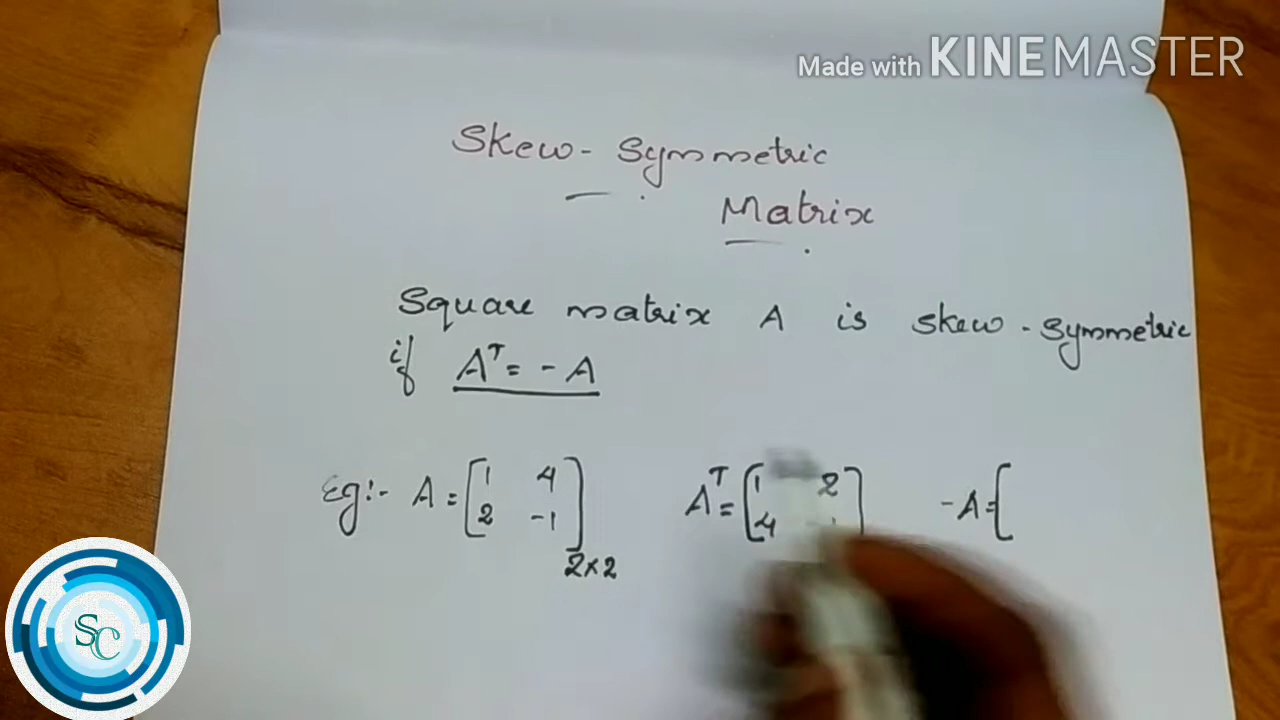 Made with KINEMASTER
Skew-Symmetric
Matrix
Square matrix A is skew-symmetric
if Aᵀ = -A
Eg:- A = [1 4
2 -1] 2×2
Aᵀ = [1 2
4
-A = [
SC